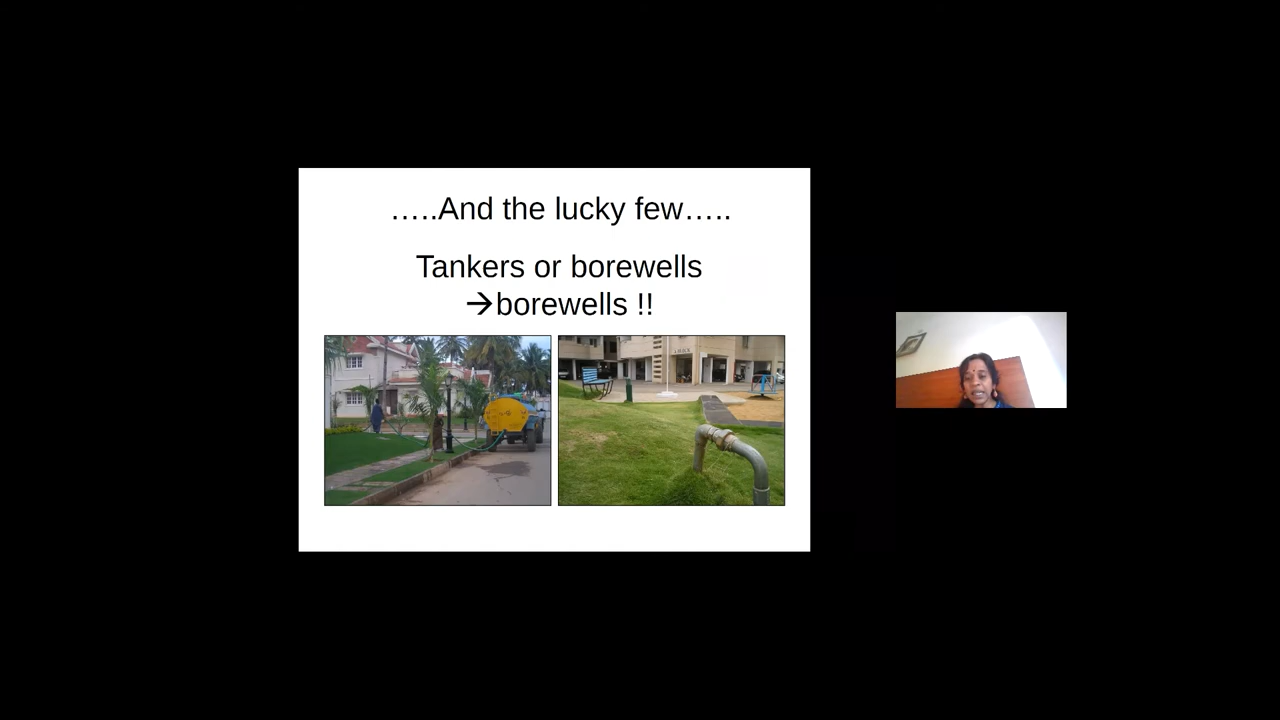 …..And the lucky few…..
Tankers or borewells
→borewells !!